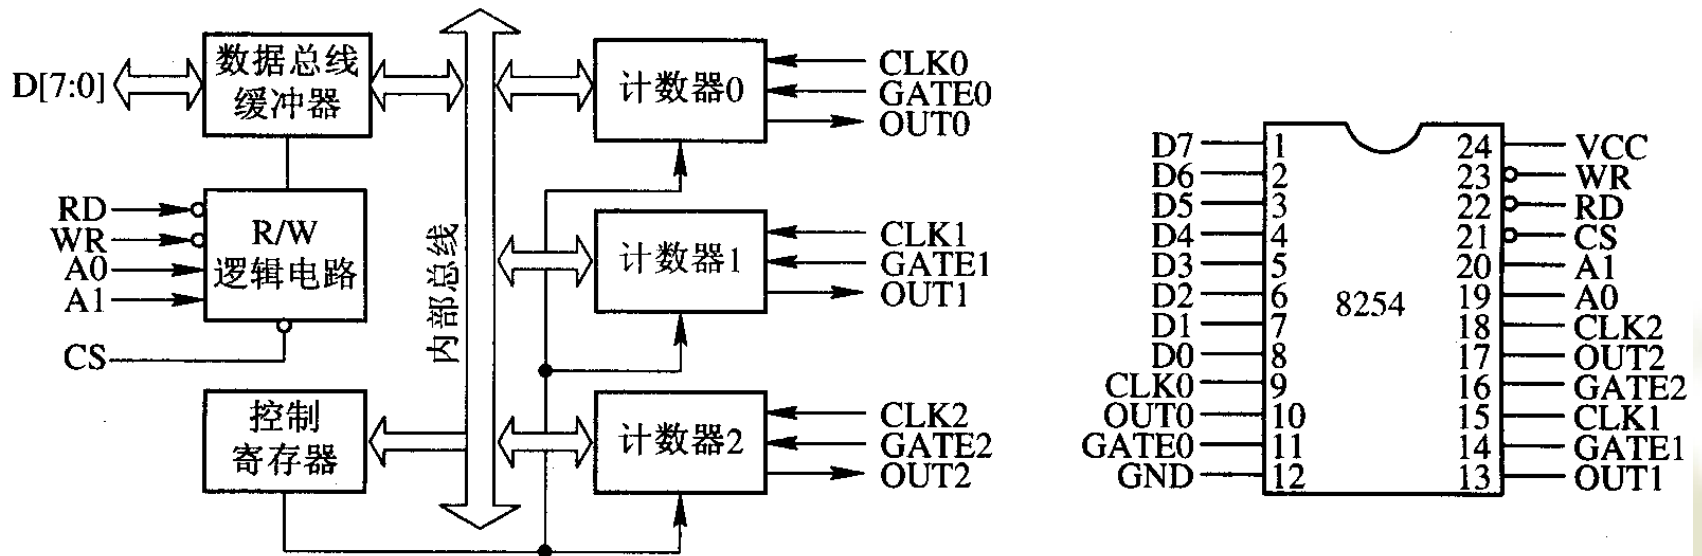 D[7:0]
数据总线
缓冲器
RD
WR
A0
A1
CS
R/W
逻辑电路
控制
寄存器
内部总线
计数器0
CLK0
GATE0
OUT0
计数器1
CLK1
GATE1
OUT1
计数器2
CLK2
GATE2
OUT2
8254
D7 1
D6 2
D5 3
D4 4
D3 5
D2 6
D1 7
D0 8
CLK0 9
OUT0 10
GATE0 11
GND 12
24 VCC
23 WR
22 RD
21 CS
20 A1
19 A0
18 CLK2
17 OUT2
16 GATE2
15 CLK1
14 GATE1
13 OUT1